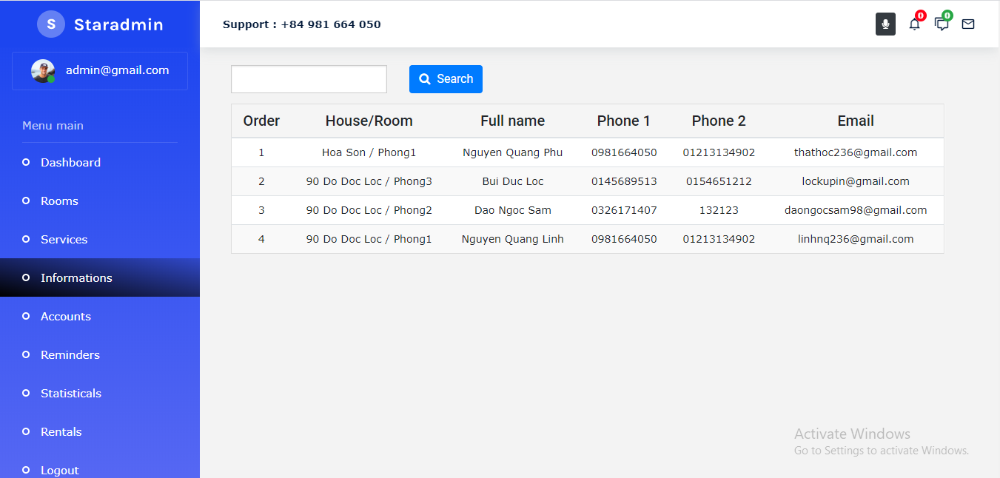 S Staradmin
Support : +84 981 664 050
0 0
admin@gmail.com
Search
Menu main
Dashboard
Rooms
Services
Informations
Accounts
Reminders
Statisticals
Rentals
Logout
Order House/Room Full name Phone 1 Phone 2 Email
1 Hoa Son / Phong1 Nguyen Quang Phu 0981664050 01213134902 thathoc236@gmail.com
2 90 Do Doc Loc / Phong3 Bui Duc Loc 0145689513 0154651212 lockupin@gmail.com
3 90 Do Doc Loc / Phong2 Dao Ngoc Sam 0326171407 132123 daongocsam98@gmail.com
4 90 Do Doc Loc / Phong1 Nguyen Quang Linh 0981664050 01213134902 linhnq236@gmail.com
Activate Windows
Go to Settings to activate Windows.